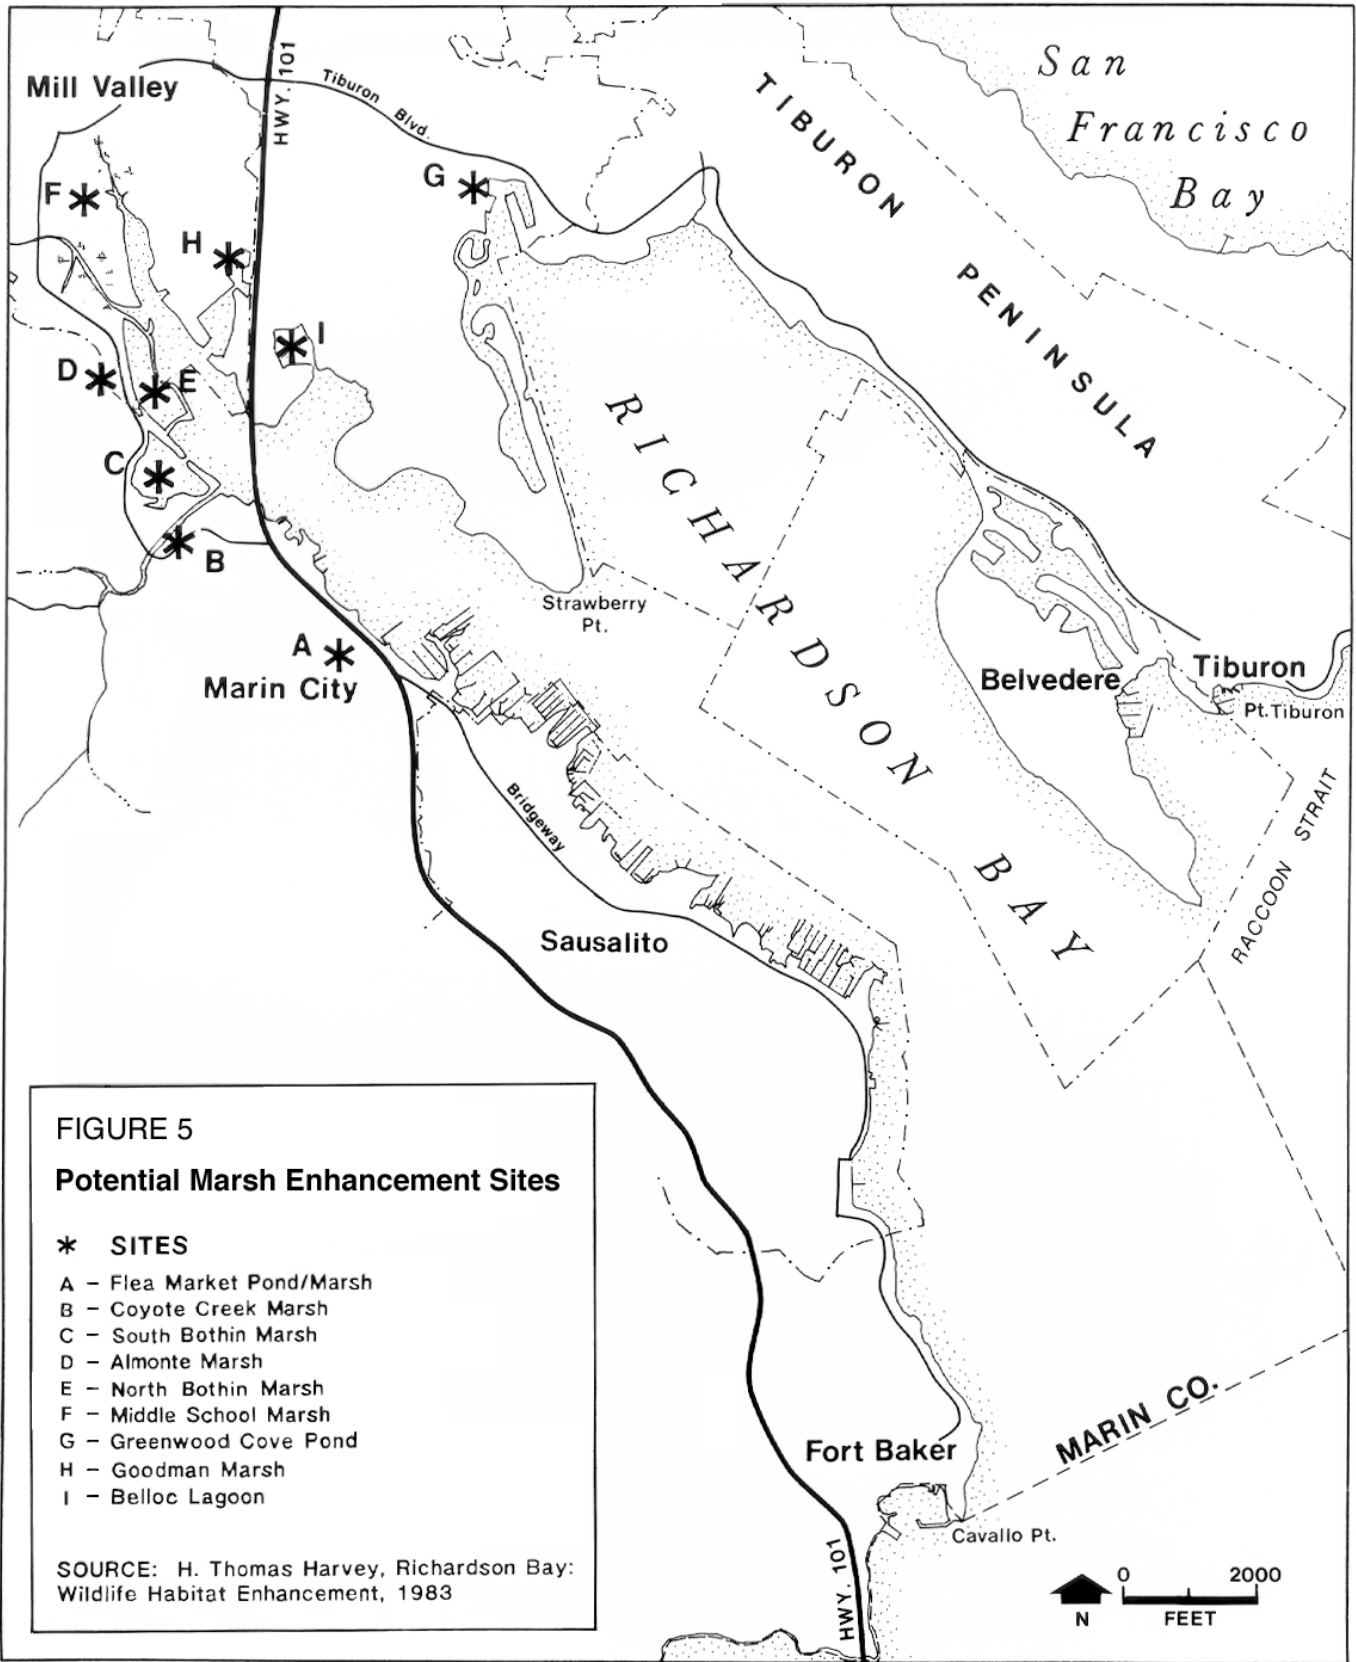 San
Francisco
Bay
HWY. 101
Mill Valley
Tiburon Blvd.
TIBURON
PENINSULA
G
F
H
I
D
E
C
B
RICHARDSON
BAY
Strawberry
Pt.
A
Marin City
Belvedere
Tiburon
Pt. Tiburon
Bridgeway
RACCOON STRAIT
Sausalito
FIGURE 5
Potential Marsh Enhancement Sites
* SITES
A – Flea Market Pond/Marsh
B – Coyote Creek Marsh
C – South Bothin Marsh
D – Almonte Marsh
E – North Bothin Marsh
F – Middle School Marsh
G – Greenwood Cove Pond
H – Goodman Marsh
I – Belloc Lagoon
SOURCE: H. Thomas Harvey, Richardson Bay:
Wildlife Habitat Enhancement, 1983
MARIN CO.
Fort Baker
Cavallo Pt.
HWY. 101
0 2000
N FEET